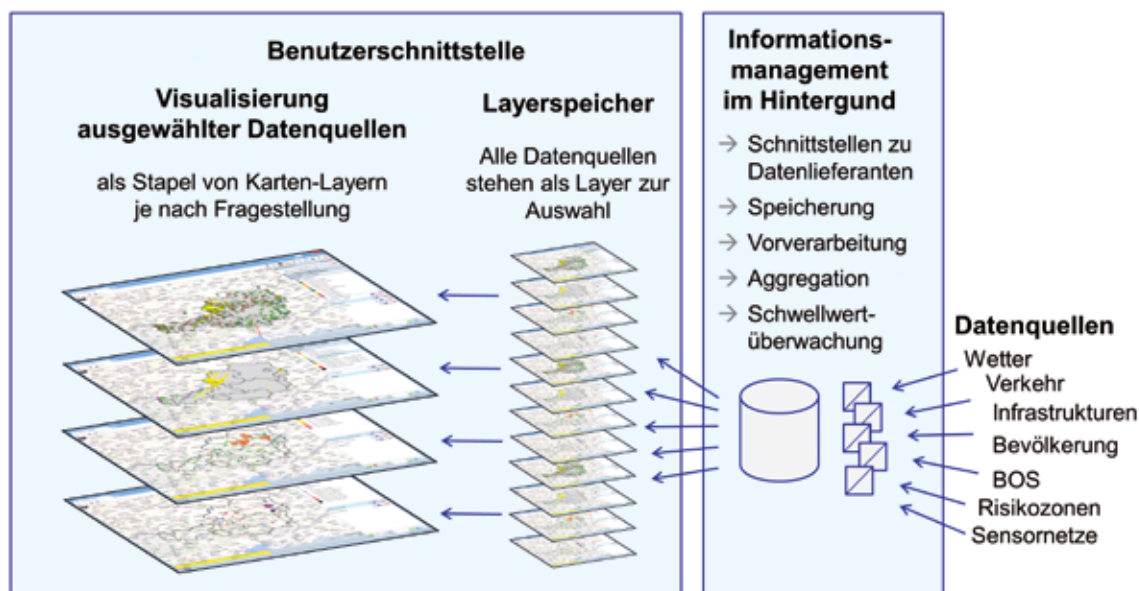 Benutzerschnittstelle
Visualisierung
ausgewählter Datenquellen
als Stapel von Karten-Layern
je nach Fragestellung
Layerspeicher
Alle Datenquellen
stehen als Layer zur
Auswahl
Informations-
management
im Hintergund
→ Schnittstellen zu
Datenlieferanten
→ Speicherung
→ Vorverarbeitung
→ Aggregation
→ Schwellwert-
überwachung
Datenquellen
Wetter
Verkehr
Infrastrukturen
Bevölkerung
BOS
Risikozonen
Sensornetze